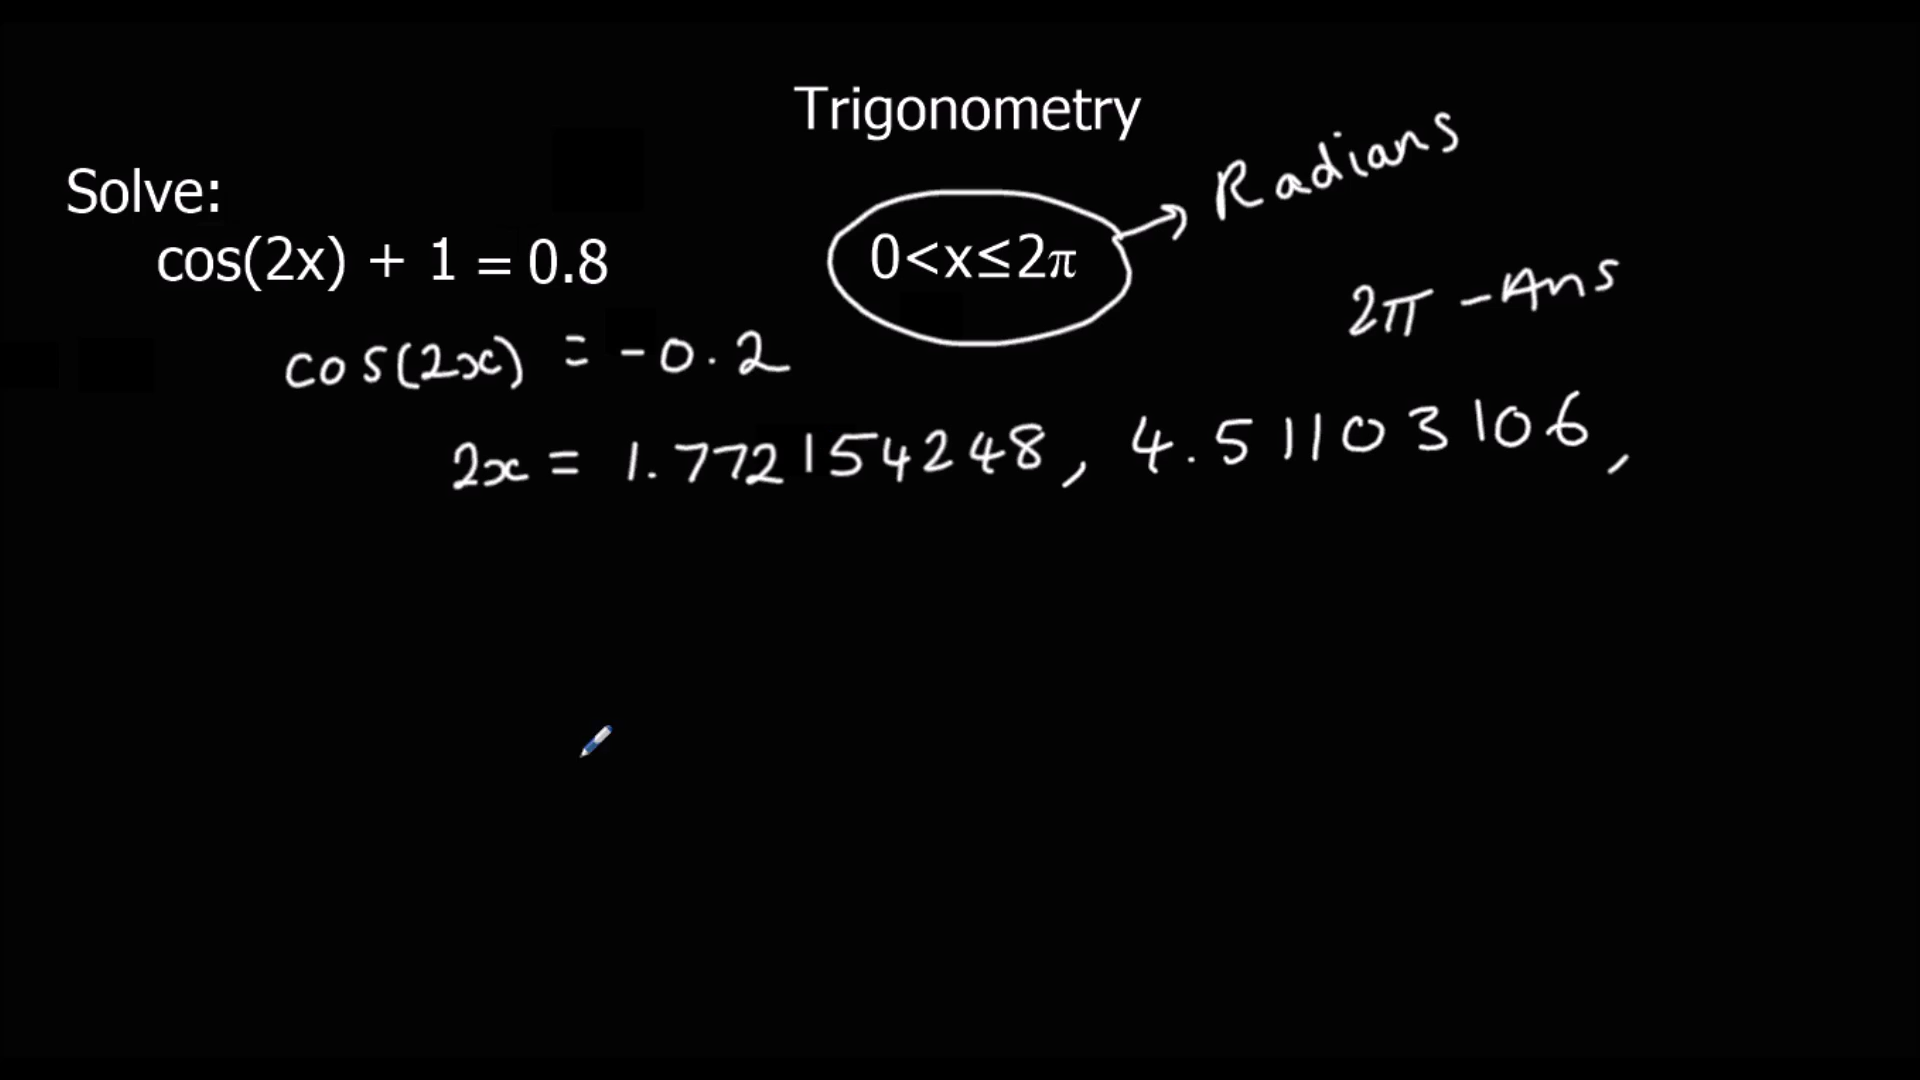 Trigonometry
Solve:
cos(2x) + 1 = 0.8
0<x≤2π
Radians
2π - Ans
cos(2x) = -0.2
2x = 1.772154248, 4.51103106,